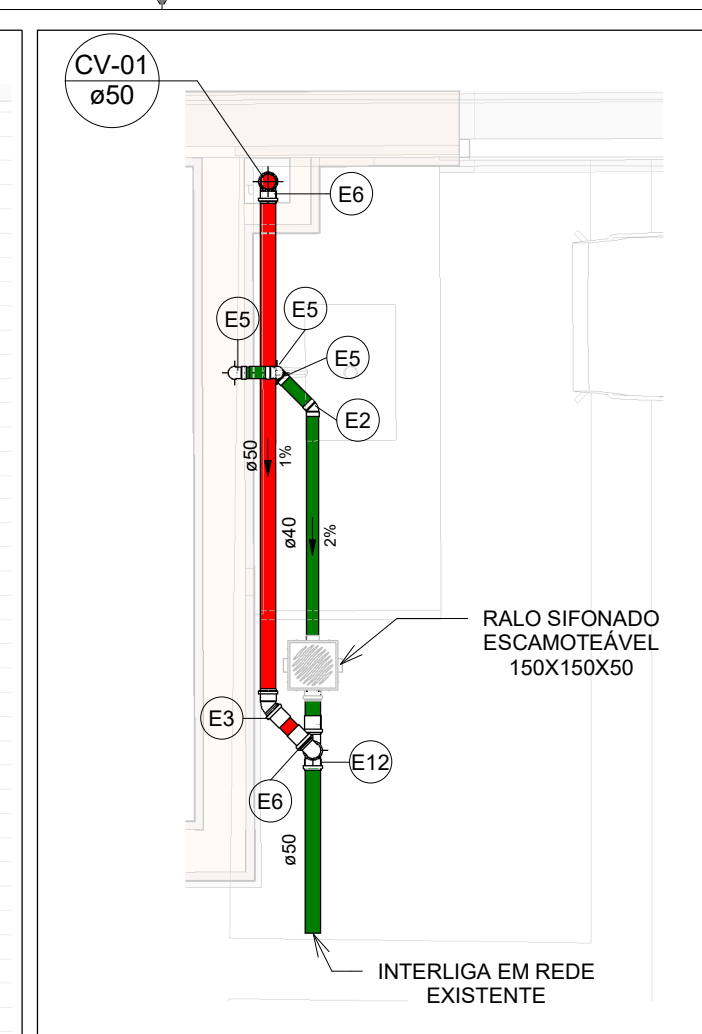 CV-01
ø50
E6
E5
E5
E5
E2
ø50
1%
ø40
2%
RALO SIFONADO
ESCAMOTEÁVEL
150X150X50
E3
E12
E6
ø50
INTERLIGA EM REDE
EXISTENTE